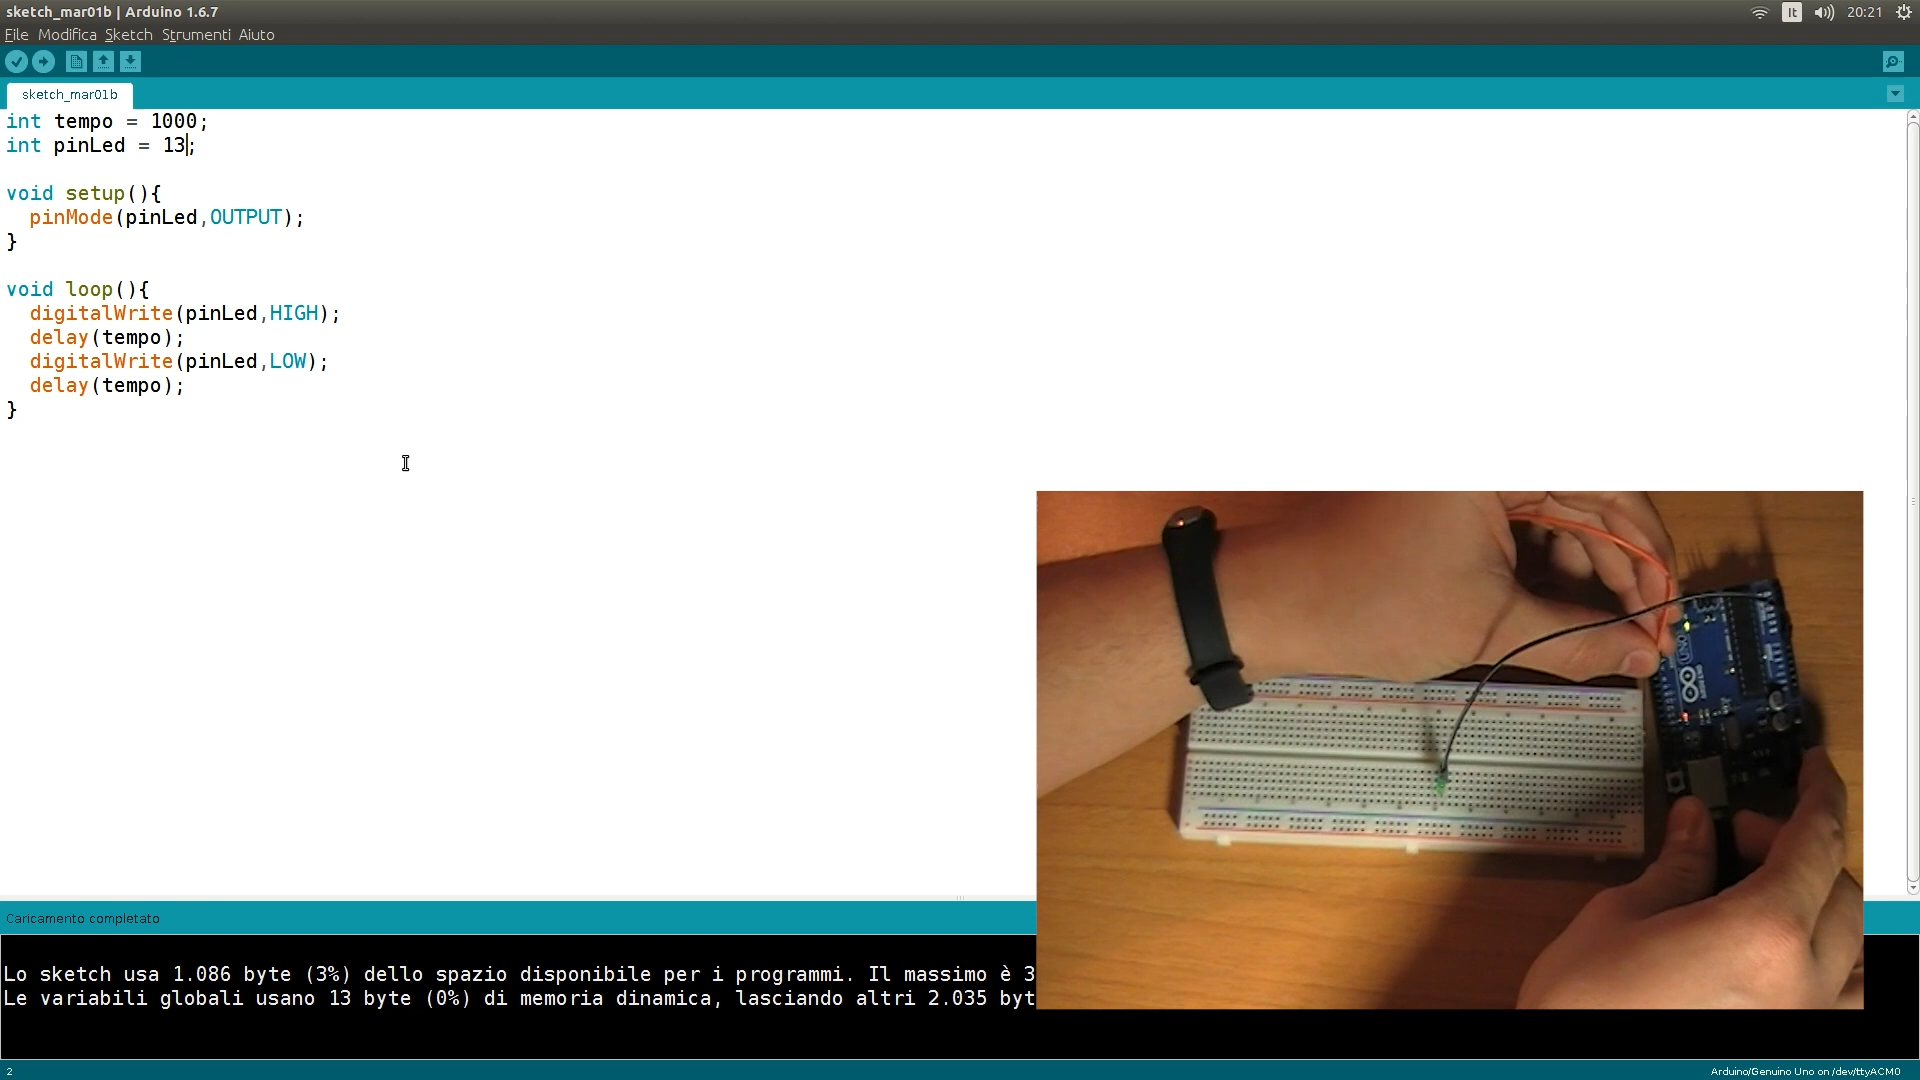 sketch_mar01b | Arduino 1.6.7
It
20:21
File Modifica Sketch Strumenti Aiuto
sketch_mar01b
int tempo = 1000;
int pinLed = 13;
void setup(){
pinMode(pinLed,OUTPUT);
}
void loop(){
digitalWrite(pinLed,HIGH);
delay(tempo);
digitalWrite(pinLed,LOW);
delay(tempo);
}
UNO
Caricamento completato
Lo sketch usa 1.086 byte (3%) dello spazio disponibile per i programmi. Il massimo è 3
Le variabili globali usano 13 byte (0%) di memoria dinamica, lasciando altri 2.035 byt
2
Arduino/Genuino Uno on /dev/ttyACM0